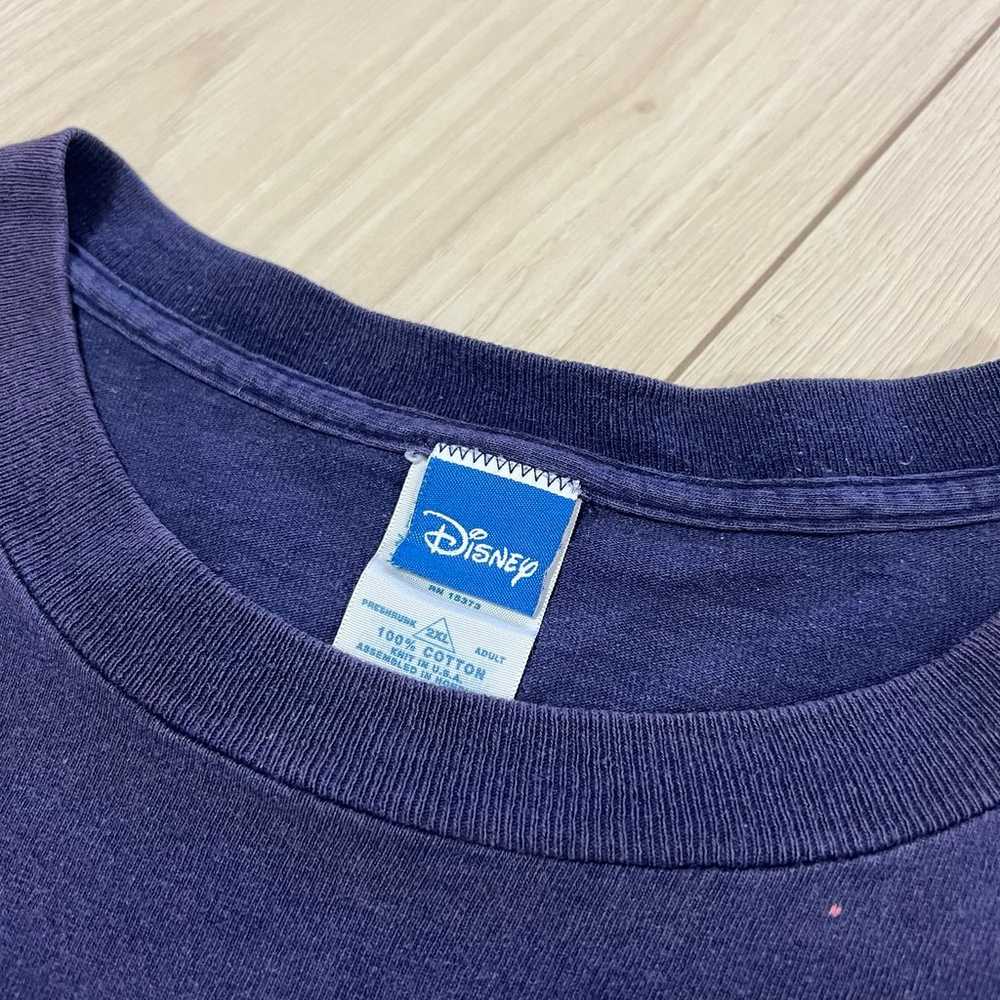 Disney
RN 15373
PRESHRUNK 2XL ADULT
100% COTTON
KNIT IN U.S.A.
ASSEMBLED IN